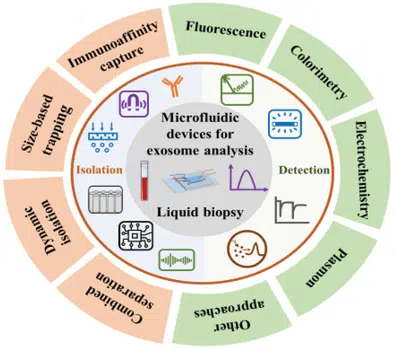 Immunoaffinity
capture
Size-based
trapping
Dynamic
isolation
Combined
separation
Fluorescence
Colorimetry
Electrochemistry
Plasmon
Other
approaches
Isolation
Microfluidic
devices for
exosome analysis
Liquid biopsy
Detection